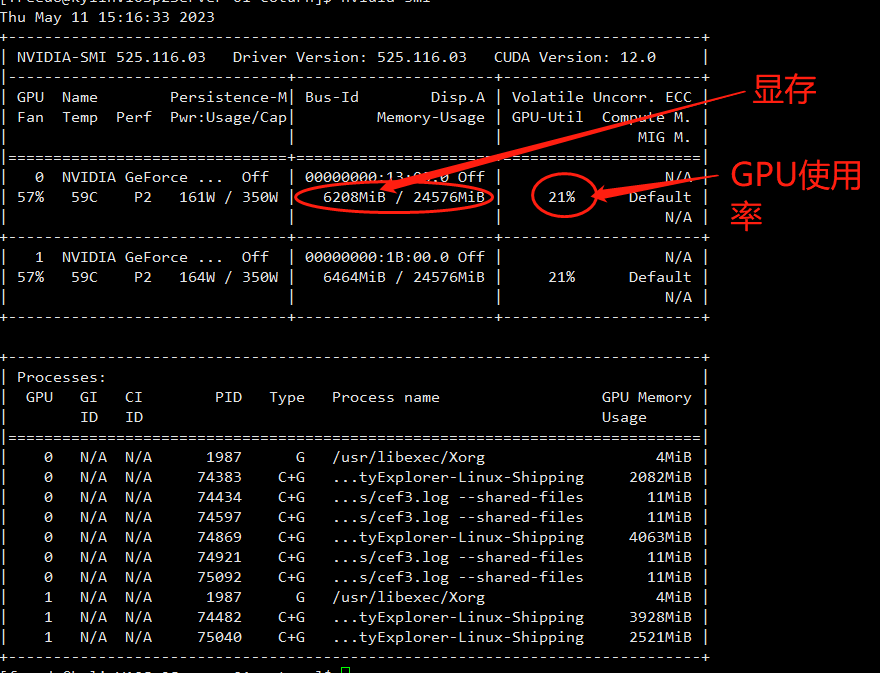 Thu May 11 15:16:33 2023
+-----------------------------------------------------------------------------+
| NVIDIA-SMI 525.116.03   Driver Version: 525.116.03   CUDA Version: 12.0     |
|-------------------------------+----------------------+----------------------+
| GPU  Name        Persistence-M| Bus-Id        Disp.A | Volatile Uncorr. ECC |
| Fan  Temp  Perf  Pwr:Usage/Cap|         Memory-Usage | GPU-Util  Compute M. |
|                               |                      |               MIG M. |
|===============================+======================+======================|
|   0  NVIDIA GeForce ...  Off  | 00000000:13:00.0 Off |                  N/A |
| 57%   59C    P2   161W / 350W |   6208MiB / 24576MiB |     21%      Default |
|                               |                      |                  N/A |
+-------------------------------+----------------------+----------------------+
|   1  NVIDIA GeForce ...  Off  | 00000000:1B:00.0 Off |                  N/A |
| 57%   59C    P2   164W / 350W |   6464MiB / 24576MiB |     21%      Default |
|                               |                      |                  N/A |
+-------------------------------+----------------------+----------------------+
显存
GPU使用
率
+-----------------------------------------------------------------------------+
| Processes:                                                                  |
|  GPU   GI   CI        PID   Type   Process name                  GPU Memory |
|        ID   ID                                                   Usage      |
|=============================================================================|
|    0   N/A  N/A      1987      G   /usr/libexec/Xorg                   4MiB |
|    0   N/A  N/A     74383    C+G   ...tyExplorer-Linux-Shipping     2082MiB |
|    0   N/A  N/A     74434    C+G   ...s/cef3.log --shared-files       11MiB |
|    0   N/A  N/A     74597    C+G   ...s/cef3.log --shared-files       11MiB |
|    0   N/A  N/A     74869    C+G   ...tyExplorer-Linux-Shipping     4063MiB |
|    0   N/A  N/A     74921    C+G   ...s/cef3.log --shared-files       11MiB |
|    0   N/A  N/A     75092    C+G   ...s/cef3.log --shared-files       11MiB |
|    1   N/A  N/A      1987      G   /usr/libexec/Xorg                   4MiB |
|    1   N/A  N/A     74482    C+G   ...tyExplorer-Linux-Shipping     3928MiB |
|    1   N/A  N/A     75040    C+G   ...tyExplorer-Linux-Shipping     2521MiB |
+-----------------------------------------------------------------------------+